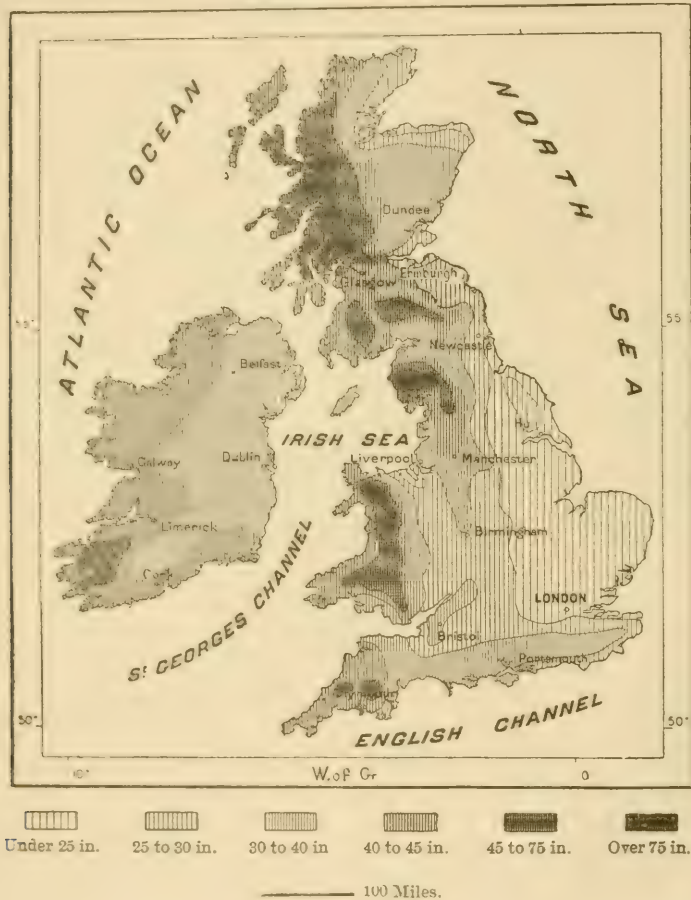 ATLANTIC OCEAN
NORTH SEA
Dundee
Glasgow
Edinburgh
55°
Newcastle
Belfast
IRISH SEA
Galway
Dublin
Liverpool
Manchester
Limerick
Birmingham
Cork
LONDON
St GEORGES CHANNEL
Bristol
Portsmouth
50°
50°
ENGLISH CHANNEL
10°
W. of Gr
0
Under 25 in.
25 to 30 in.
30 to 40 in
40 to 45 in.
45 to 75 in.
Over 75 in.
100 Miles.